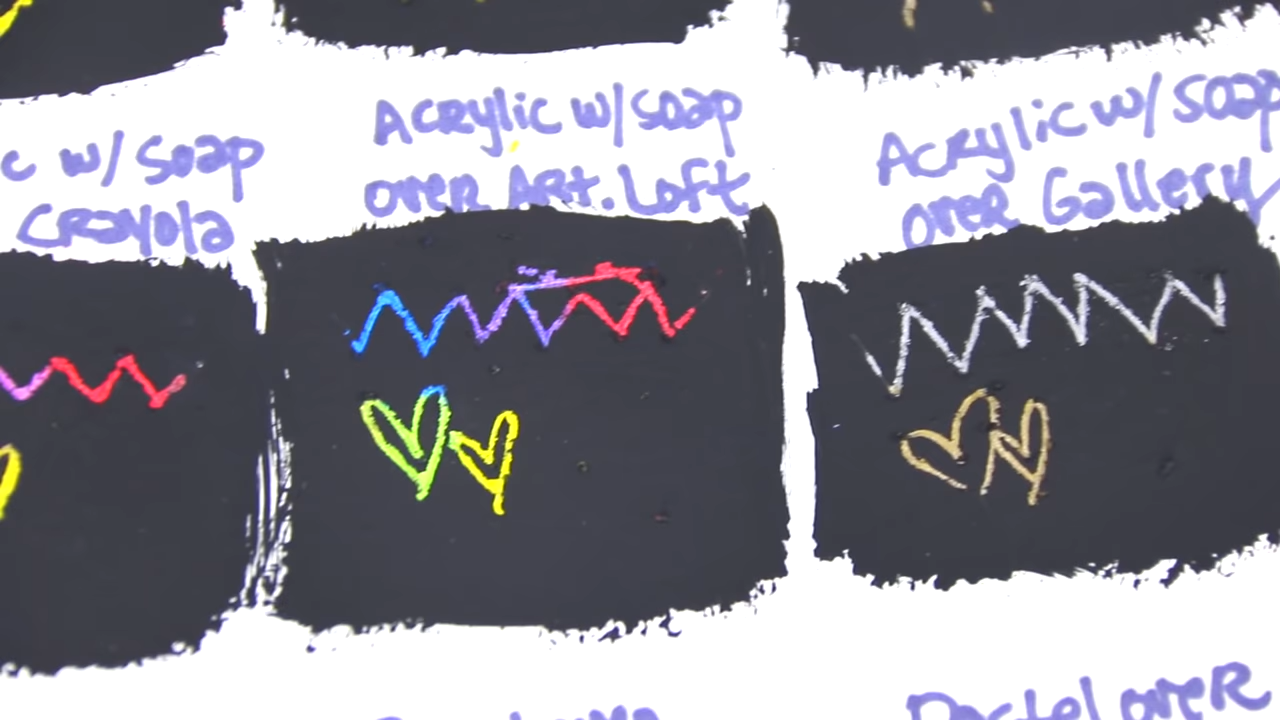 c w/ Soap
Crayola
Acrylic w/ Soap
over Art. Loft
Acrylic w/ Soap
over Gallery
Pastel over